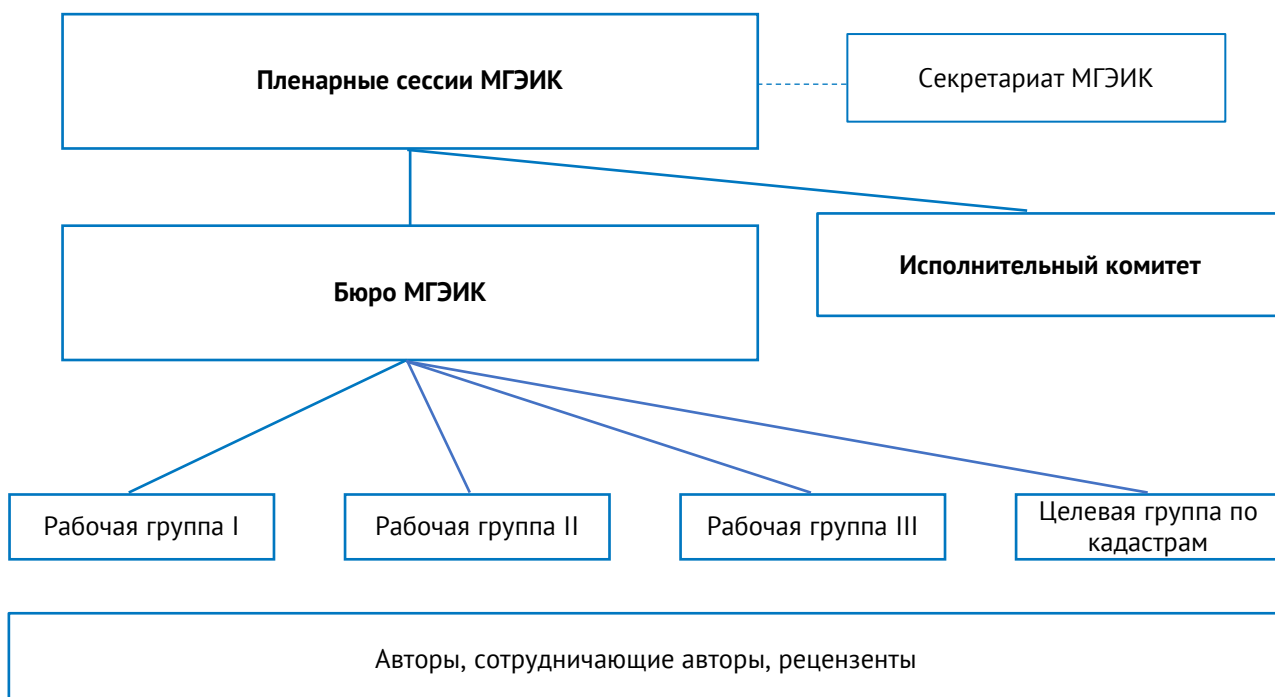 Пленарные сессии МГЭИК
Секретариат МГЭИК
Бюро МГЭИК
Исполнительный комитет
Рабочая группа I
Рабочая группа II
Рабочая группа III
Целевая группа по
кадастрам
Авторы, сотрудничающие авторы, рецензенты